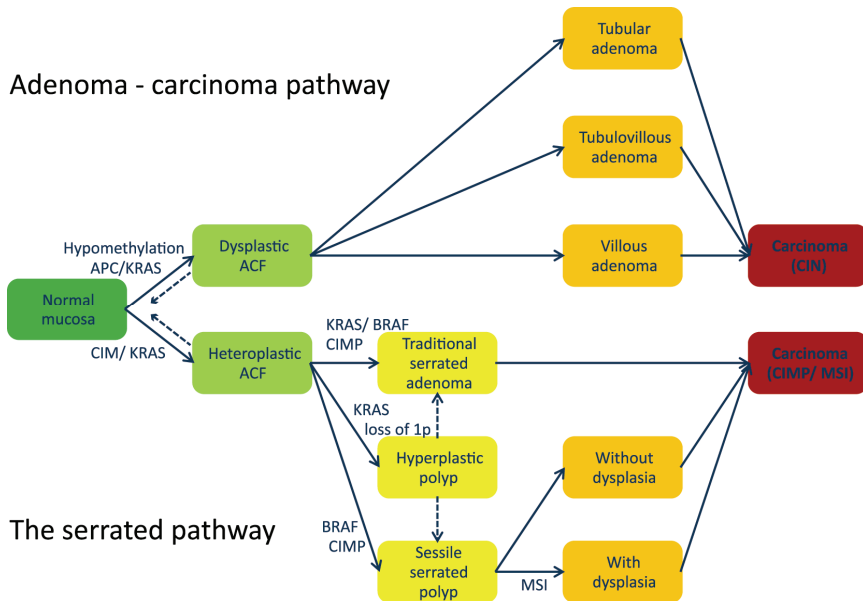 Tubular
adenoma
Adenoma - carcinoma pathway
Tubulovillous
adenoma
Hypomethylation
APC/KRAS
Dysplastic
ACF
Villous
adenoma
Carcinoma
(CIN)
Normal
mucosa
CIM/ KRAS
Heteroplastic
ACF
KRAS/ BRAF
CIMP
Traditional
serrated
adenoma
Carcinoma
(CIMP/ MSI)
KRAS
loss of 1p
Hyperplastic
polyp
Without
dysplasia
The serrated pathway
BRAF
CIMP
Sessile
serrated
polyp
MSI
With
dysplasia